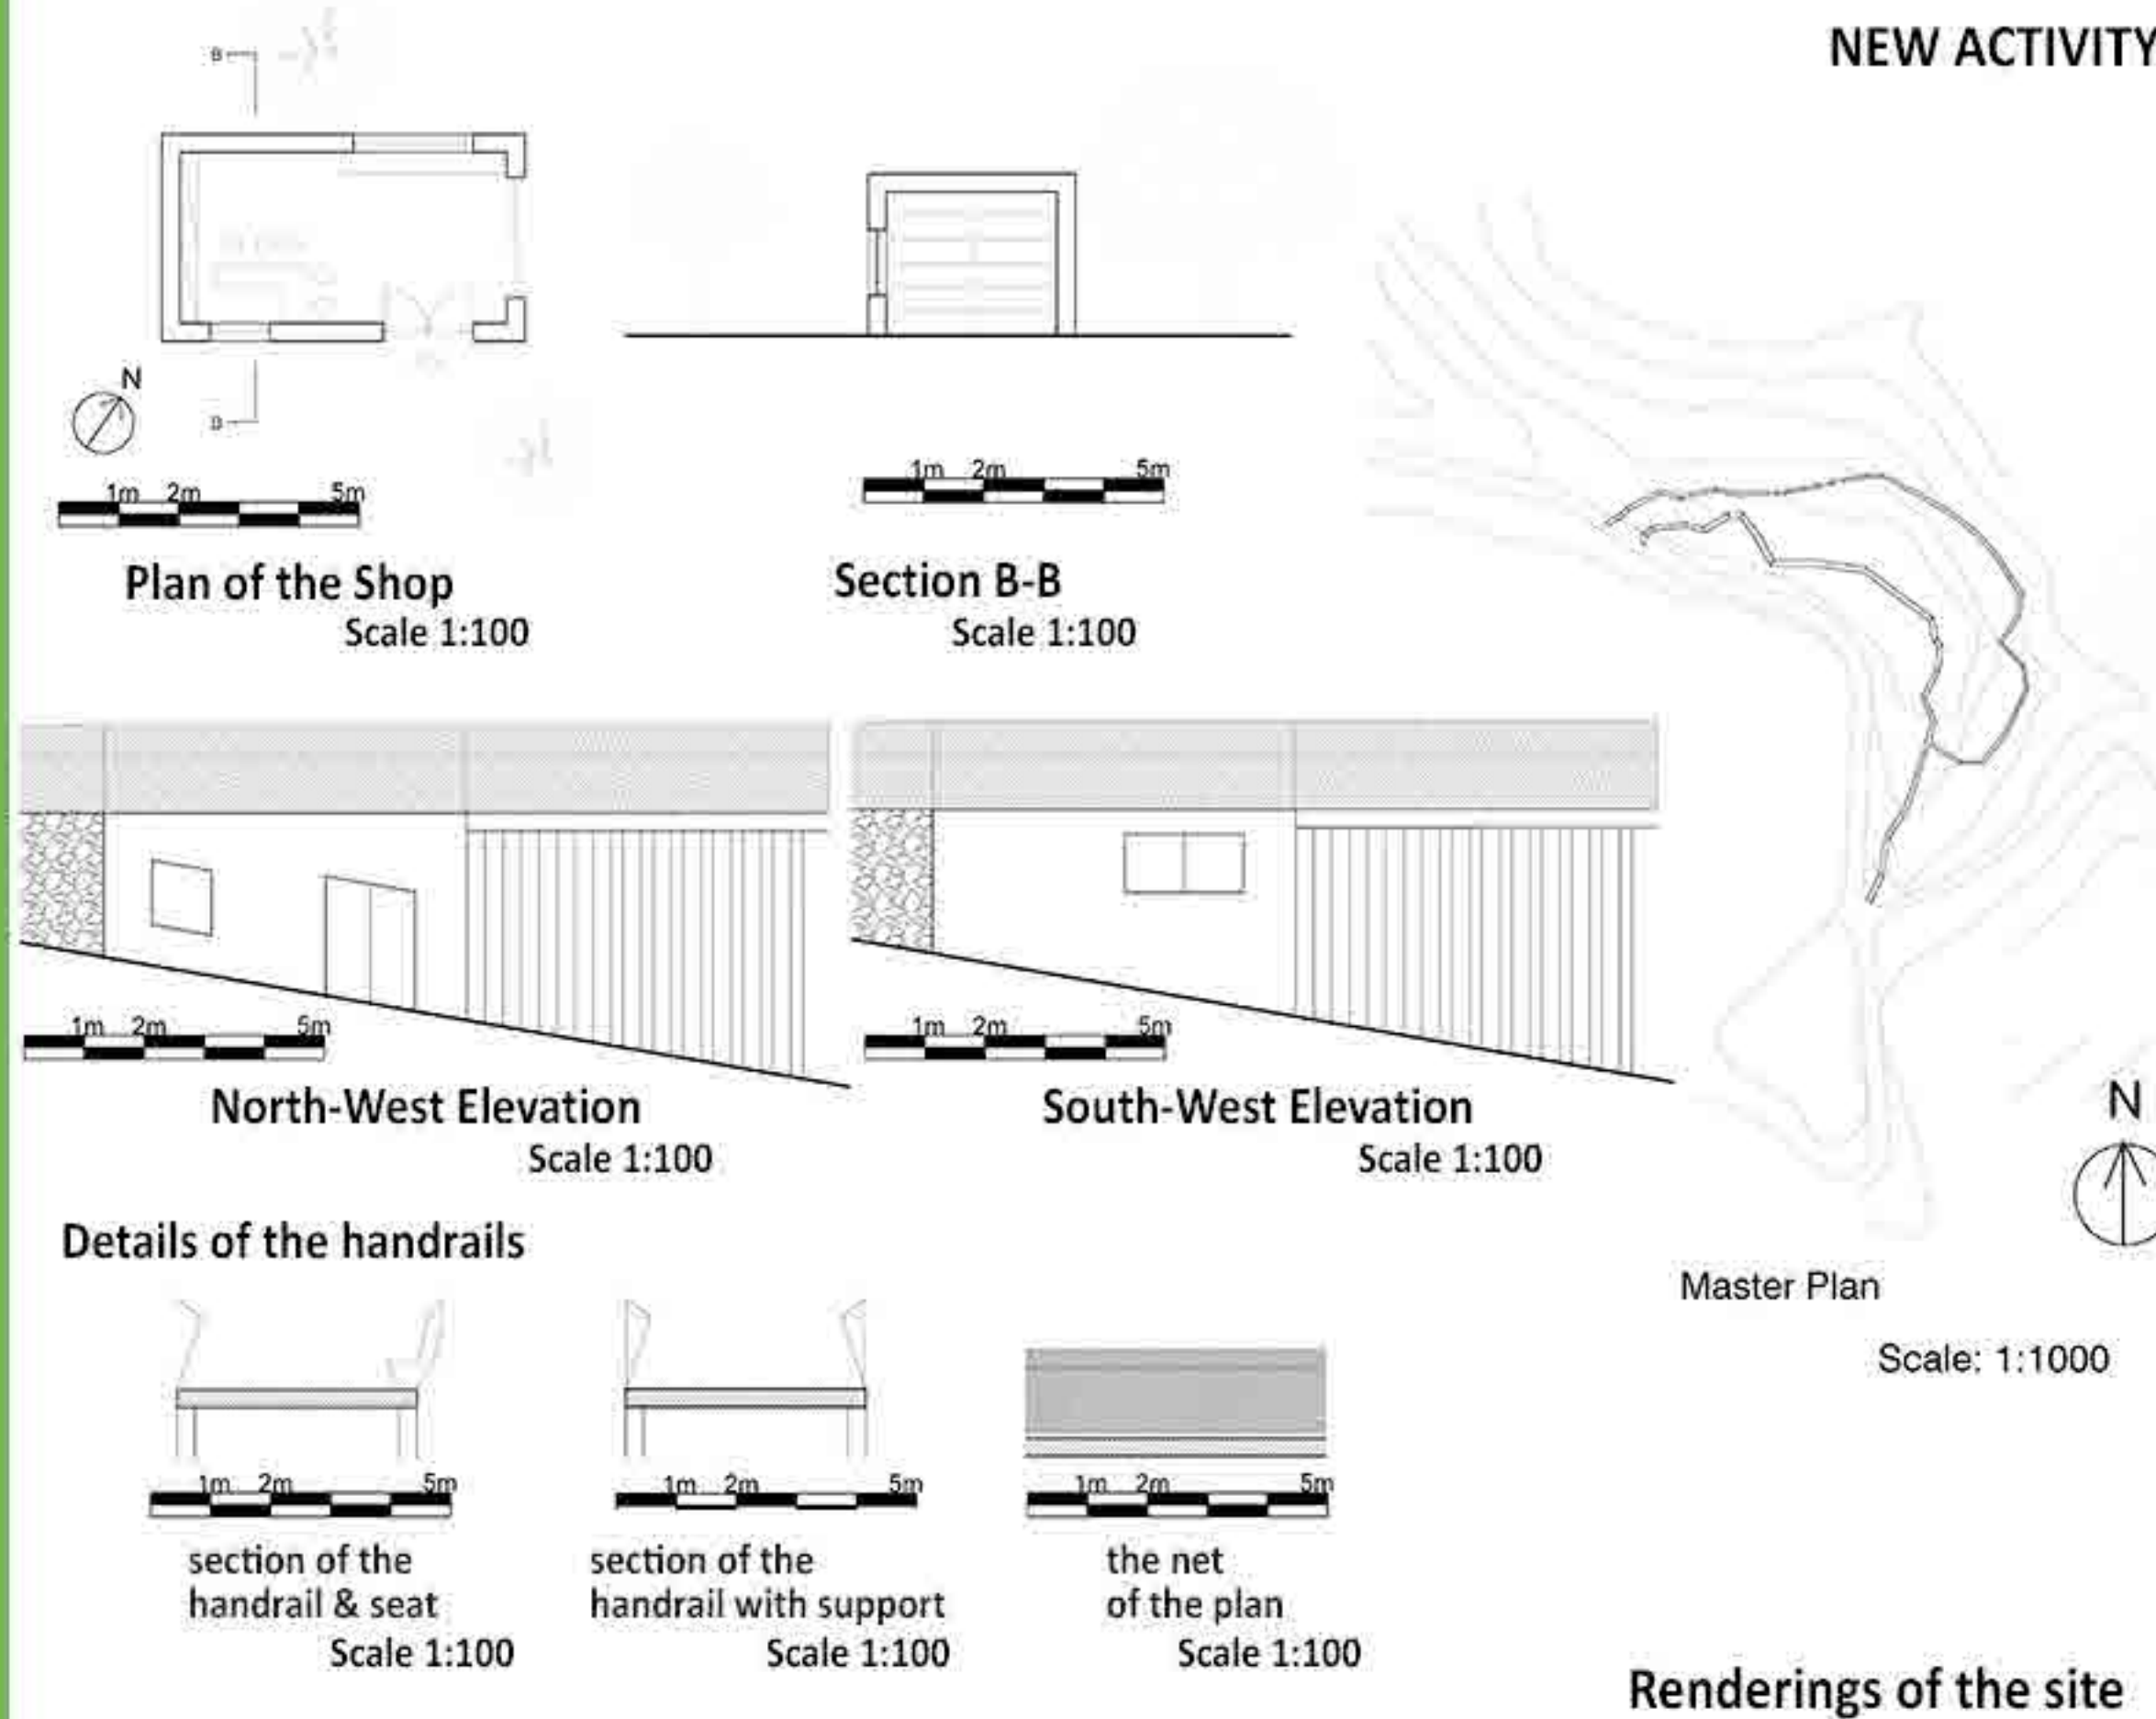 NEW ACTIVITY
B
B
N
1m 2m 5m
Plan of the Shop
Scale 1:100
1m 2m 5m
Section B-B
Scale 1:100
1m 2m 5m
North-West Elevation
Scale 1:100
1m 2m 5m
South-West Elevation
Scale 1:100
N
Master Plan
Scale: 1:1000
Details of the handrails
1m 2m 5m
section of the
handrail & seat
Scale 1:100
1m 2m 5m
section of the
handrail with support
Scale 1:100
1m 2m 5m
the net
of the plan
Scale 1:100
Renderings of the site